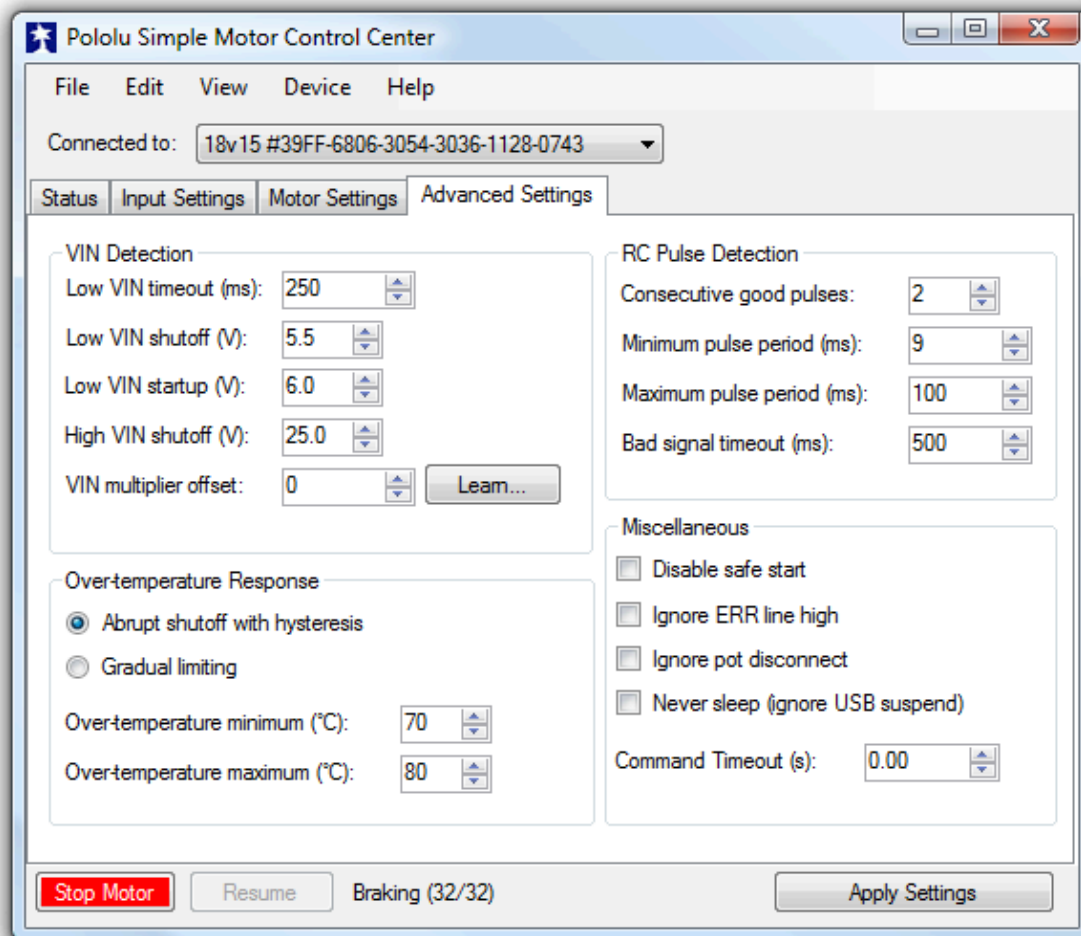 Pololu Simple Motor Control Center
File Edit View Device Help
Connected to: 18v15 #39FF-6806-3054-3036-1128-0743
Status Input Settings Motor Settings Advanced Settings
VIN Detection
Low VIN timeout (ms): 250
Low VIN shutoff (V): 5.5
Low VIN startup (V): 6.0
High VIN shutoff (V): 25.0
VIN multiplier offset: 0 Learn...
Over-temperature Response
Abrupt shutoff with hysteresis
Gradual limiting
Over-temperature minimum (°C): 70
Over-temperature maximum (°C): 80
RC Pulse Detection
Consecutive good pulses: 2
Minimum pulse period (ms): 9
Maximum pulse period (ms): 100
Bad signal timeout (ms): 500
Miscellaneous
Disable safe start
Ignore ERR line high
Ignore pot disconnect
Never sleep (ignore USB suspend)
Command Timeout (s): 0.00
Stop Motor Resume Braking (32/32) Apply Settings